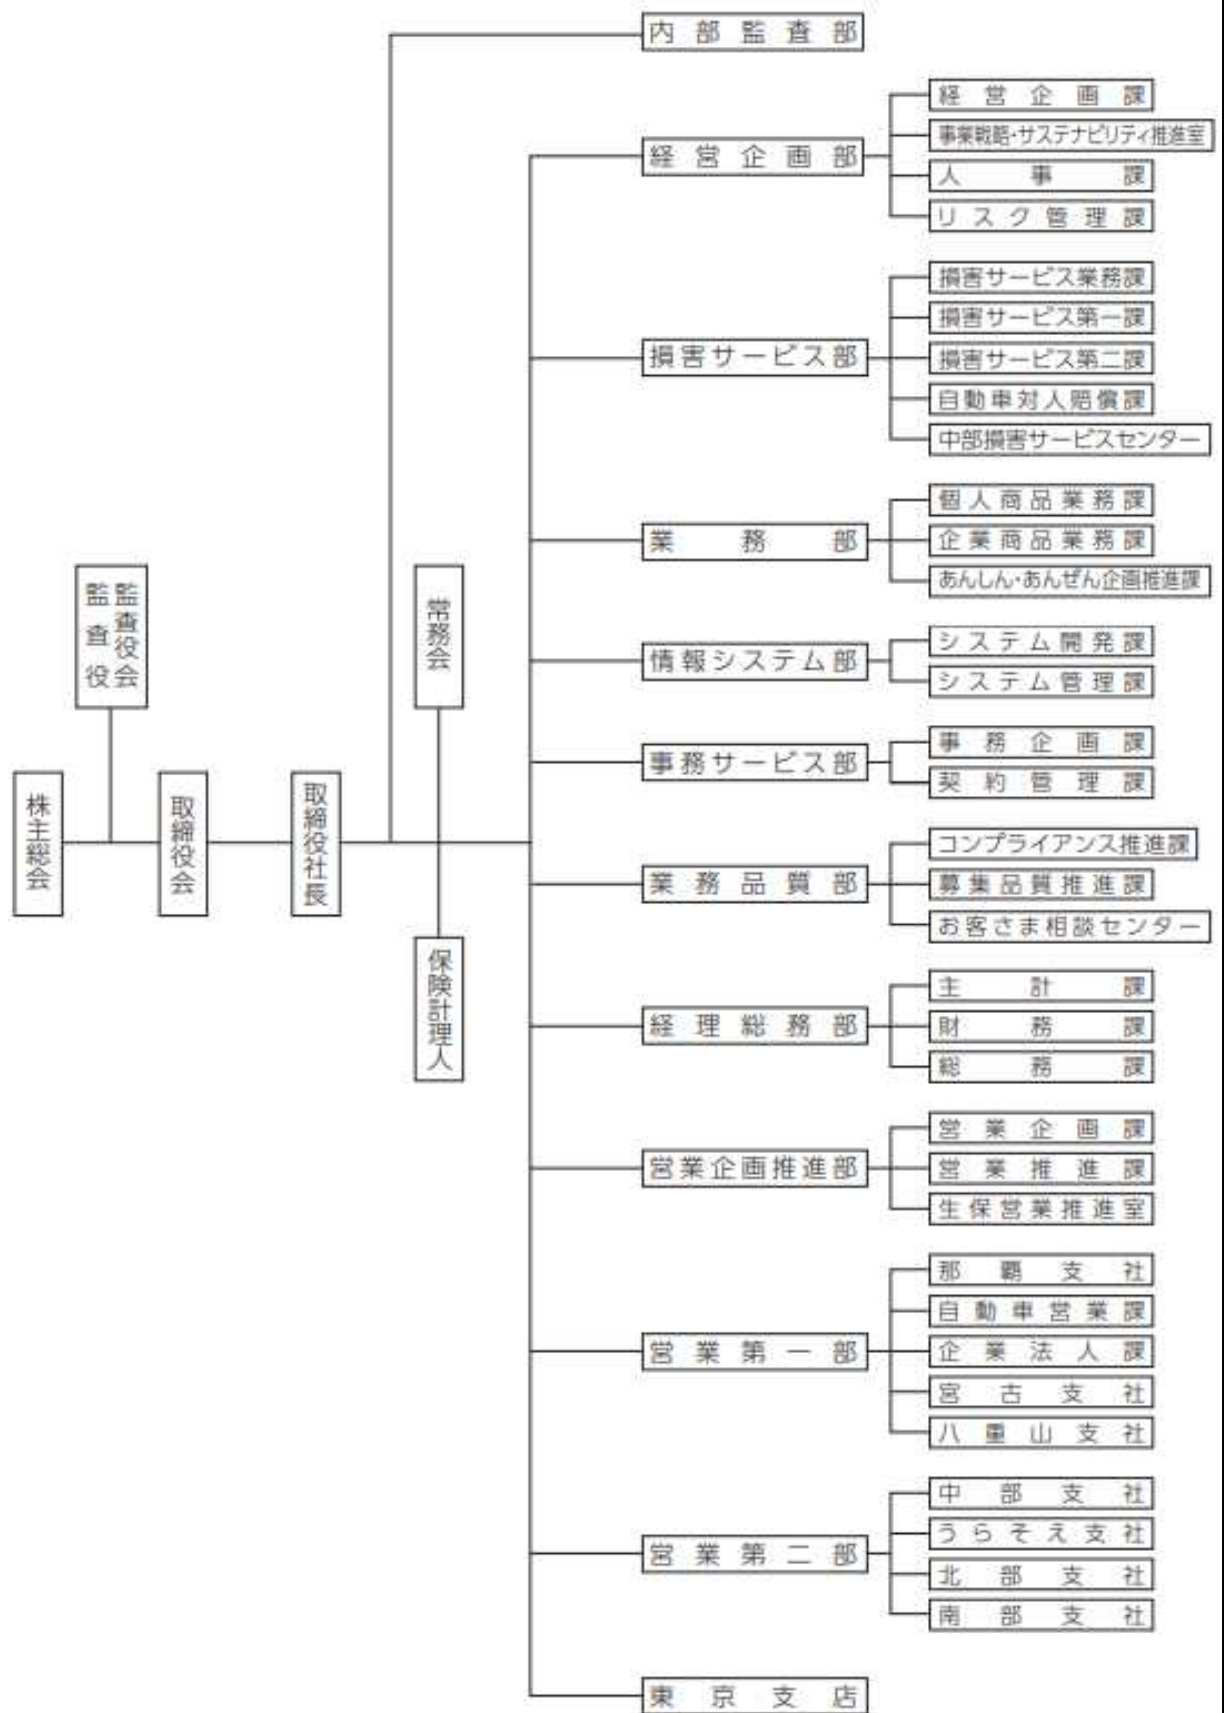 株主総会
監査役会
監査役
取締役会
取締役社長
常務会
保険計理人
内部監査部
経営企画部
経営企画課
事業戦略・サステナビリティ推進室
人事課
リスク管理課
損害サービス部
損害サービス業務課
損害サービス第一課
損害サービス第二課
自動車対人賠償課
中部損害サービスセンター
業務部
個人商品業務課
企業商品業務課
あんしん・あんぜん企画推進課
情報システム部
システム開発課
システム管理課
事務サービス部
事務企画課
契約管理課
業務品質部
コンプライアンス推進課
募集品質推進課
お客さま相談センター
経理総務部
主計課
財務課
総務課
営業企画推進部
営業企画課
営業推進課
生保営業推進室
営業第一部
那覇支社
自動車営業課
企業法人課
宮古支社
八重山支社
営業第二部
中部支社
うらそえ支社
北部支社
南部支社
東京支店